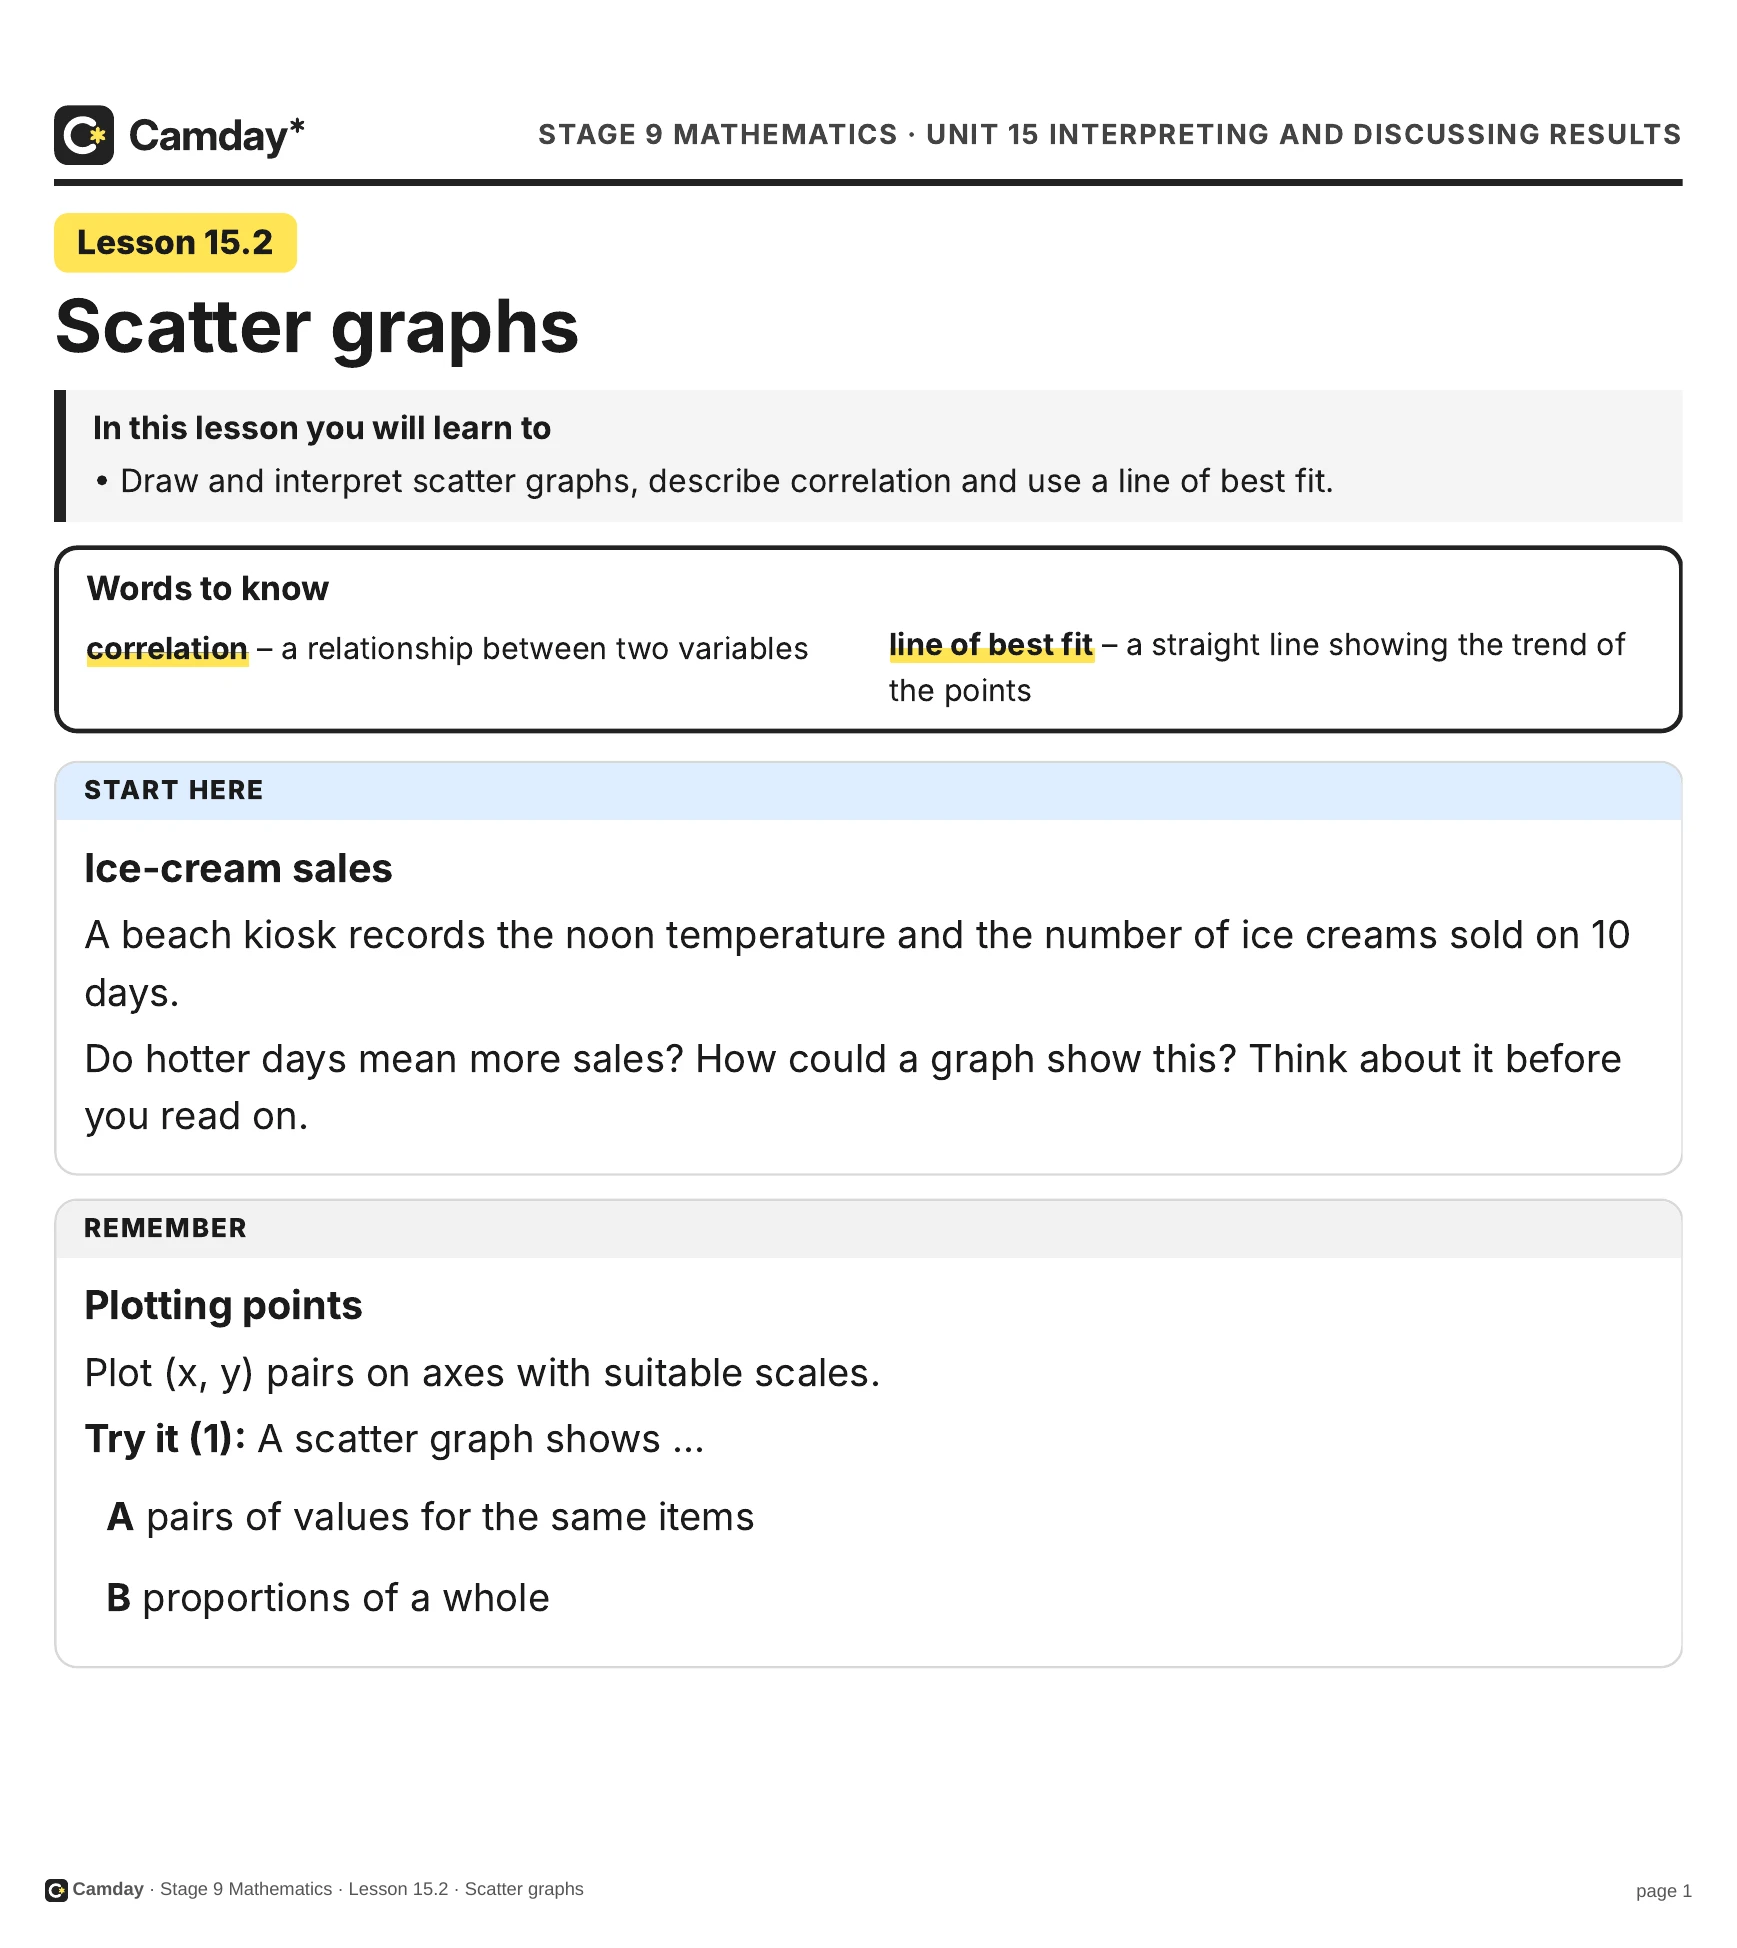 Camday*
STAGE 9 MATHEMATICS · UNIT 15 INTERPRETING AND DISCUSSING RESULTS
Lesson 15.2
Scatter graphs
In this lesson you will learn to
• Draw and interpret scatter graphs, describe correlation and use a line of best fit.
Words to know
correlation – a relationship between two variables
line of best fit – a straight line showing the trend of
the points
START HERE
Ice-cream sales
A beach kiosk records the noon temperature and the number of ice creams sold on 10
days.
Do hotter days mean more sales? How could a graph show this? Think about it before
you read on.
REMEMBER
Plotting points
Plot (x, y) pairs on axes with suitable scales.
Try it (1): A scatter graph shows ...
A pairs of values for the same items
B proportions of a whole
Camday · Stage 9 Mathematics · Lesson 15.2 · Scatter graphs
page 1